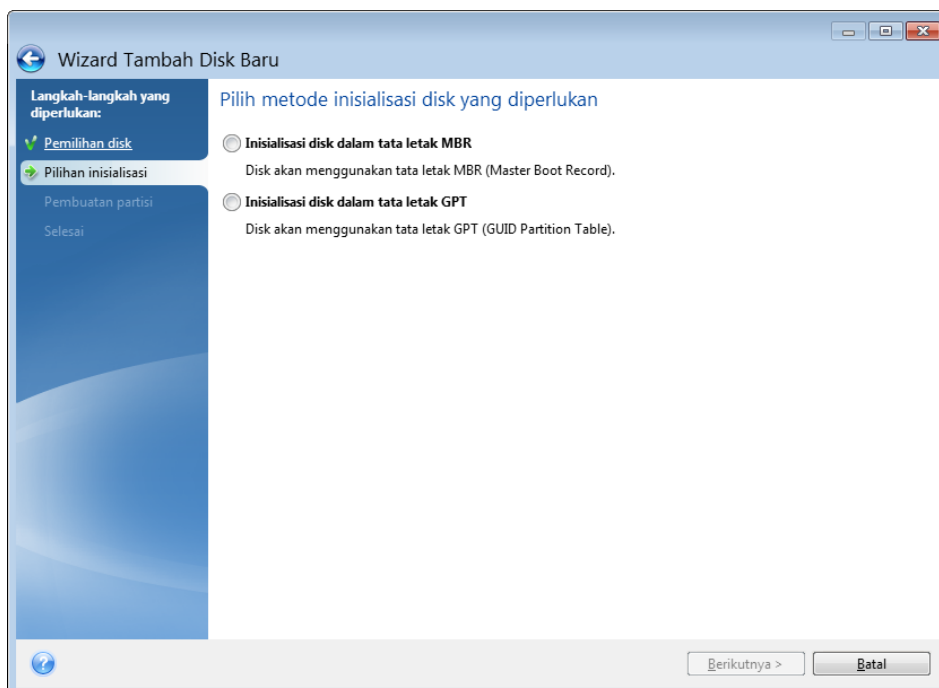 Wizard Tambah Disk Baru
Langkah-langkah yang
diperlukan:
Pemilihan disk
Pilihan inisialisasi
Pembuatan partisi
Selesai
Pilih metode inisialisasi disk yang diperlukan
Inisialisasi disk dalam tata letak MBR
Disk akan menggunakan tata letak MBR (Master Boot Record).
Inisialisasi disk dalam tata letak GPT
Disk akan menggunakan tata letak GPT (GUID Partition Table).
Berikutnya >
Batal